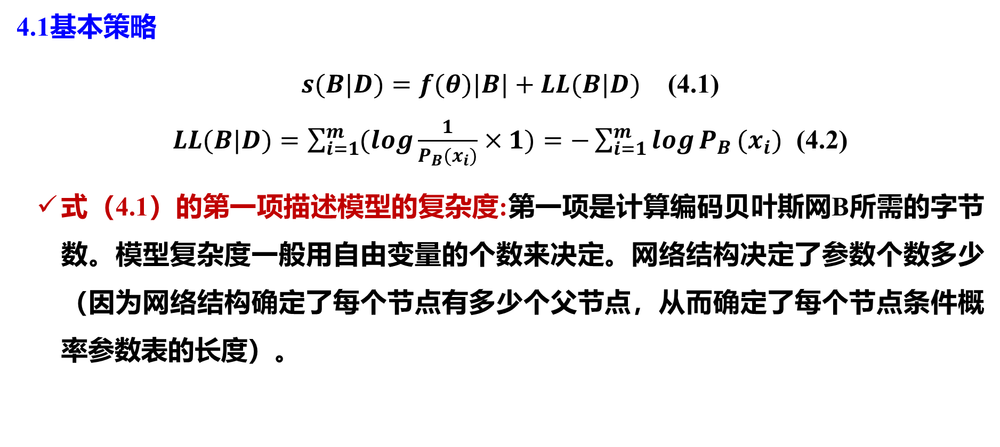 4.1基本策略
s(B|D) = f(θ)|B| + LL(B|D) (4.1)
LL(B|D) = ∑_{i=1}^{m}(log \frac{1}{P_B(x_i)} × 1) = −∑_{i=1}^{m} log P_B (x_i) (4.2)
✓式（4.1）的第一项描述模型的复杂度:第一项是计算编码贝叶斯网B所需的字节
数。模型复杂度一般用自由变量的个数来决定。网络结构决定了参数个数多少
（因为网络结构确定了每个节点有多少个父节点，从而确定了每个节点条件概
率参数表的长度）。